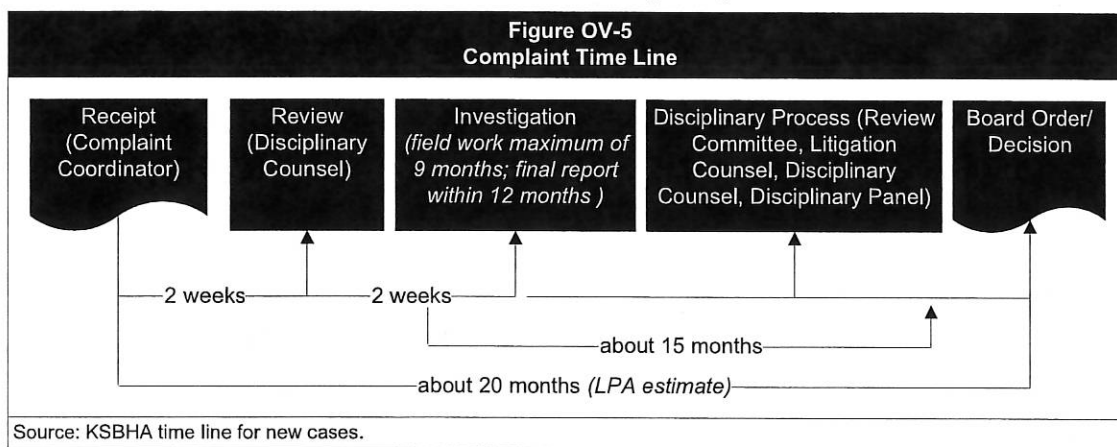 Figure OV-5
Complaint Time Line
Receipt
(Complaint
Coordinator)
Review
(Disciplinary
Counsel)
Investigation
(field work maximum of
9 months; final report
within 12 months )
Disciplinary Process (Review
Committee, Litigation
Counsel, Disciplinary
Counsel, Disciplinary Panel)
Board Order/
Decision
2 weeks
2 weeks
about 15 months
about 20 months (LPA estimate)
Source: KSBHA time line for new cases.